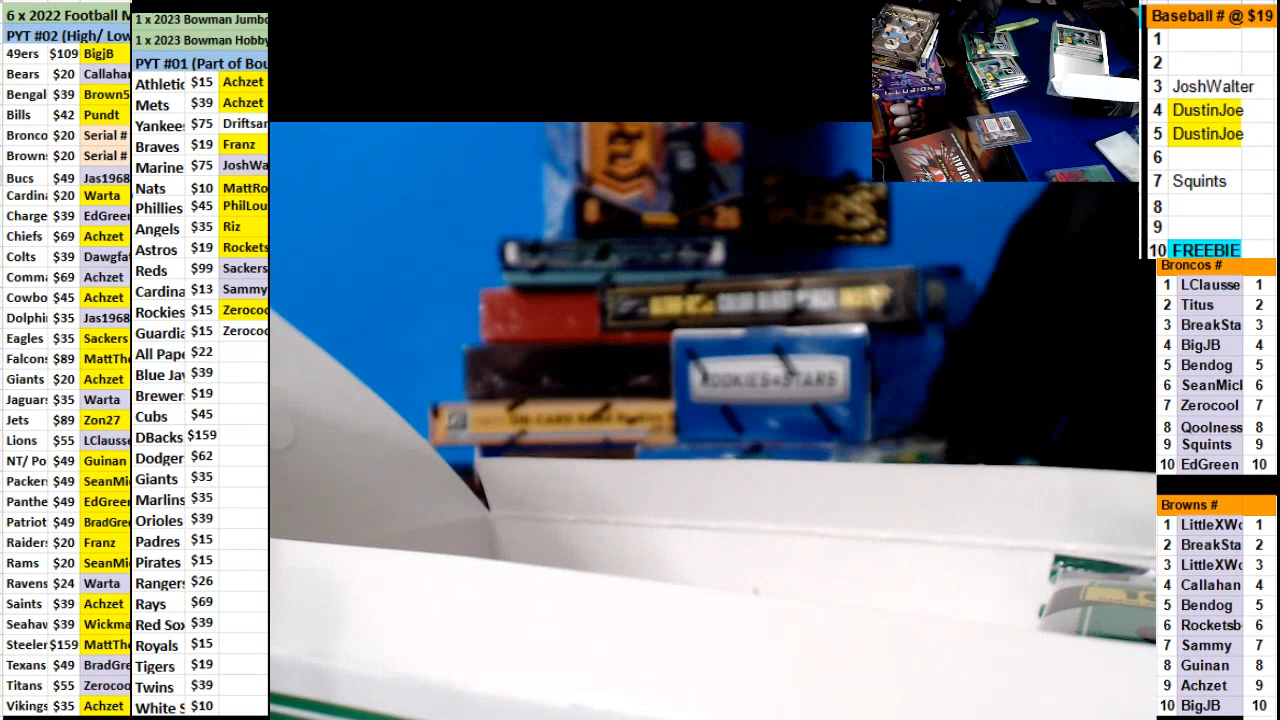 6 x 2022 Football M
PYT #02 (High/ Low
49ers $109 BigjB
Bears $20 Callahar
Bengal $39 Brown5
Bills $42 Pundt
Bronco $20 Serial #
Brown $20 Serial #
Bucs $49 Jas1968
Cardina $20 Warta
Charge $39 EdGreen
Chiefs $69 Achzet
Colts $39 Dawgfa
Comma $69 Achzet
Cowbo $45 Achzet
Dolphi $35 Jas1968
Eagles $35 Sackers
Falcon $89 MattThe
Giants $20 Achzet
Jaguars $35 Warta
Jets $89 Zon27
Lions $55 LClausse
NT/ Po $49 Guinan
Packer $49 SeanMi
Panthe $49 EdGreen
Patriot $49 BradGree
Raiders $20 Franz
Rams $20 SeanMi
Ravens $24 Warta
Saints $39 Achzet
Seahav $39 Wickma
Steeler $159 MattThe
Texans $49 BradGre
Titans $55 Zerocoo
Vikings $35 Achzet
1 x 2023 Bowman Jumbo
1 x 2023 Bowman Hobby
PYT #01 (Part of Bou
Athletic $15 Achzet
Mets $39 Achzet
Yankee $75 Driftsar
Braves $19 Franz
Marine $75 JoshWa
Nats $10 MattRo
Phillies $45 PhilLou
Angels $35 Riz
Astros $19 Rockets
Reds $99 Sackers
Cardina $13 Sammy
Rockies $15 Zerocoo
Guardia $15 Zerocoo
All Pape $22
Blue Jay $39
Brewer $19
Cubs $45
DBacks $159
Dodger $62
Giants $35
Marlins $35
Orioles $39
Padres $15
Pirates $15
Ranger $26
Rays $69
Red Sox $39
Royals $15
Tigers $19
Twins $39
White S $10
ROOKIES & STARS
FOOTBALL
Baseball # @ $19
1
2
3 JoshWalter
4 DustinJoe
5 DustinJoe
6
7 Squints
8
9
10 FREEBIE
Broncos #
1 LClausse 1
2 Titus 2
3 BreakSta 3
4 BigJB 4
5 Bendog 5
6 SeanMicl 6
7 Zerocool 7
8 Qoolness 8
9 Squints 9
10 EdGreen 10
Browns #
1 LittleXWo 1
2 BreakSta 2
3 LittleXWo 3
4 Callahan 4
5 Bendog 5
6 Rocketsb 6
7 Sammy 7
8 Guinan 8
9 Achzet 9
10 BigJB 10